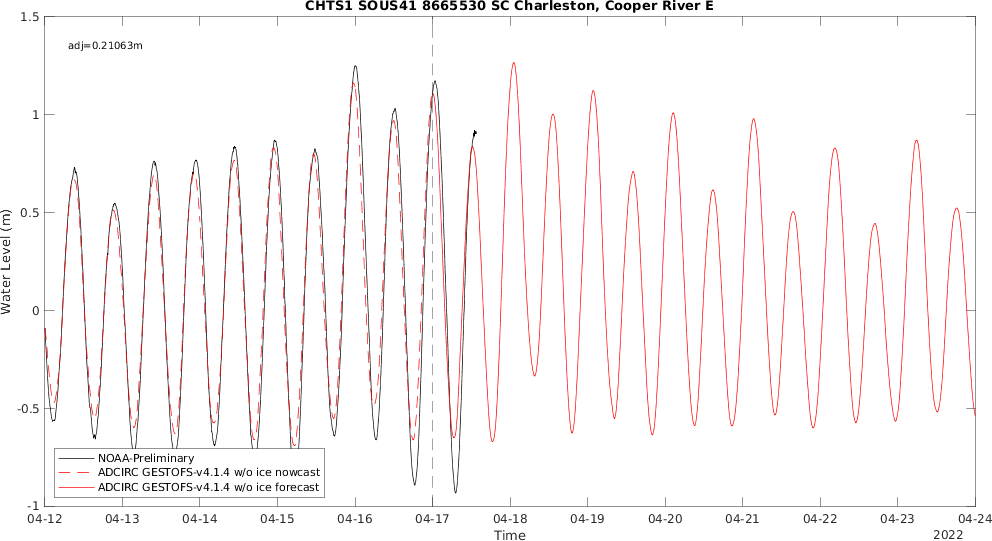 CHTS1 SOUS41 8665530 SC Charleston, Cooper River E
adj=0.21063m
1.5
1
0.5
0
-0.5
-1
Water Level (m)
NOAA-Preliminary
ADCIRC GESTOFS-v4.1.4 w/o ice nowcast
ADCIRC GESTOFS-v4.1.4 w/o ice forecast
04-12 04-13 04-14 04-15 04-16 04-17 04-18 04-19 04-20 04-21 04-22 04-23 04-24
Time
2022